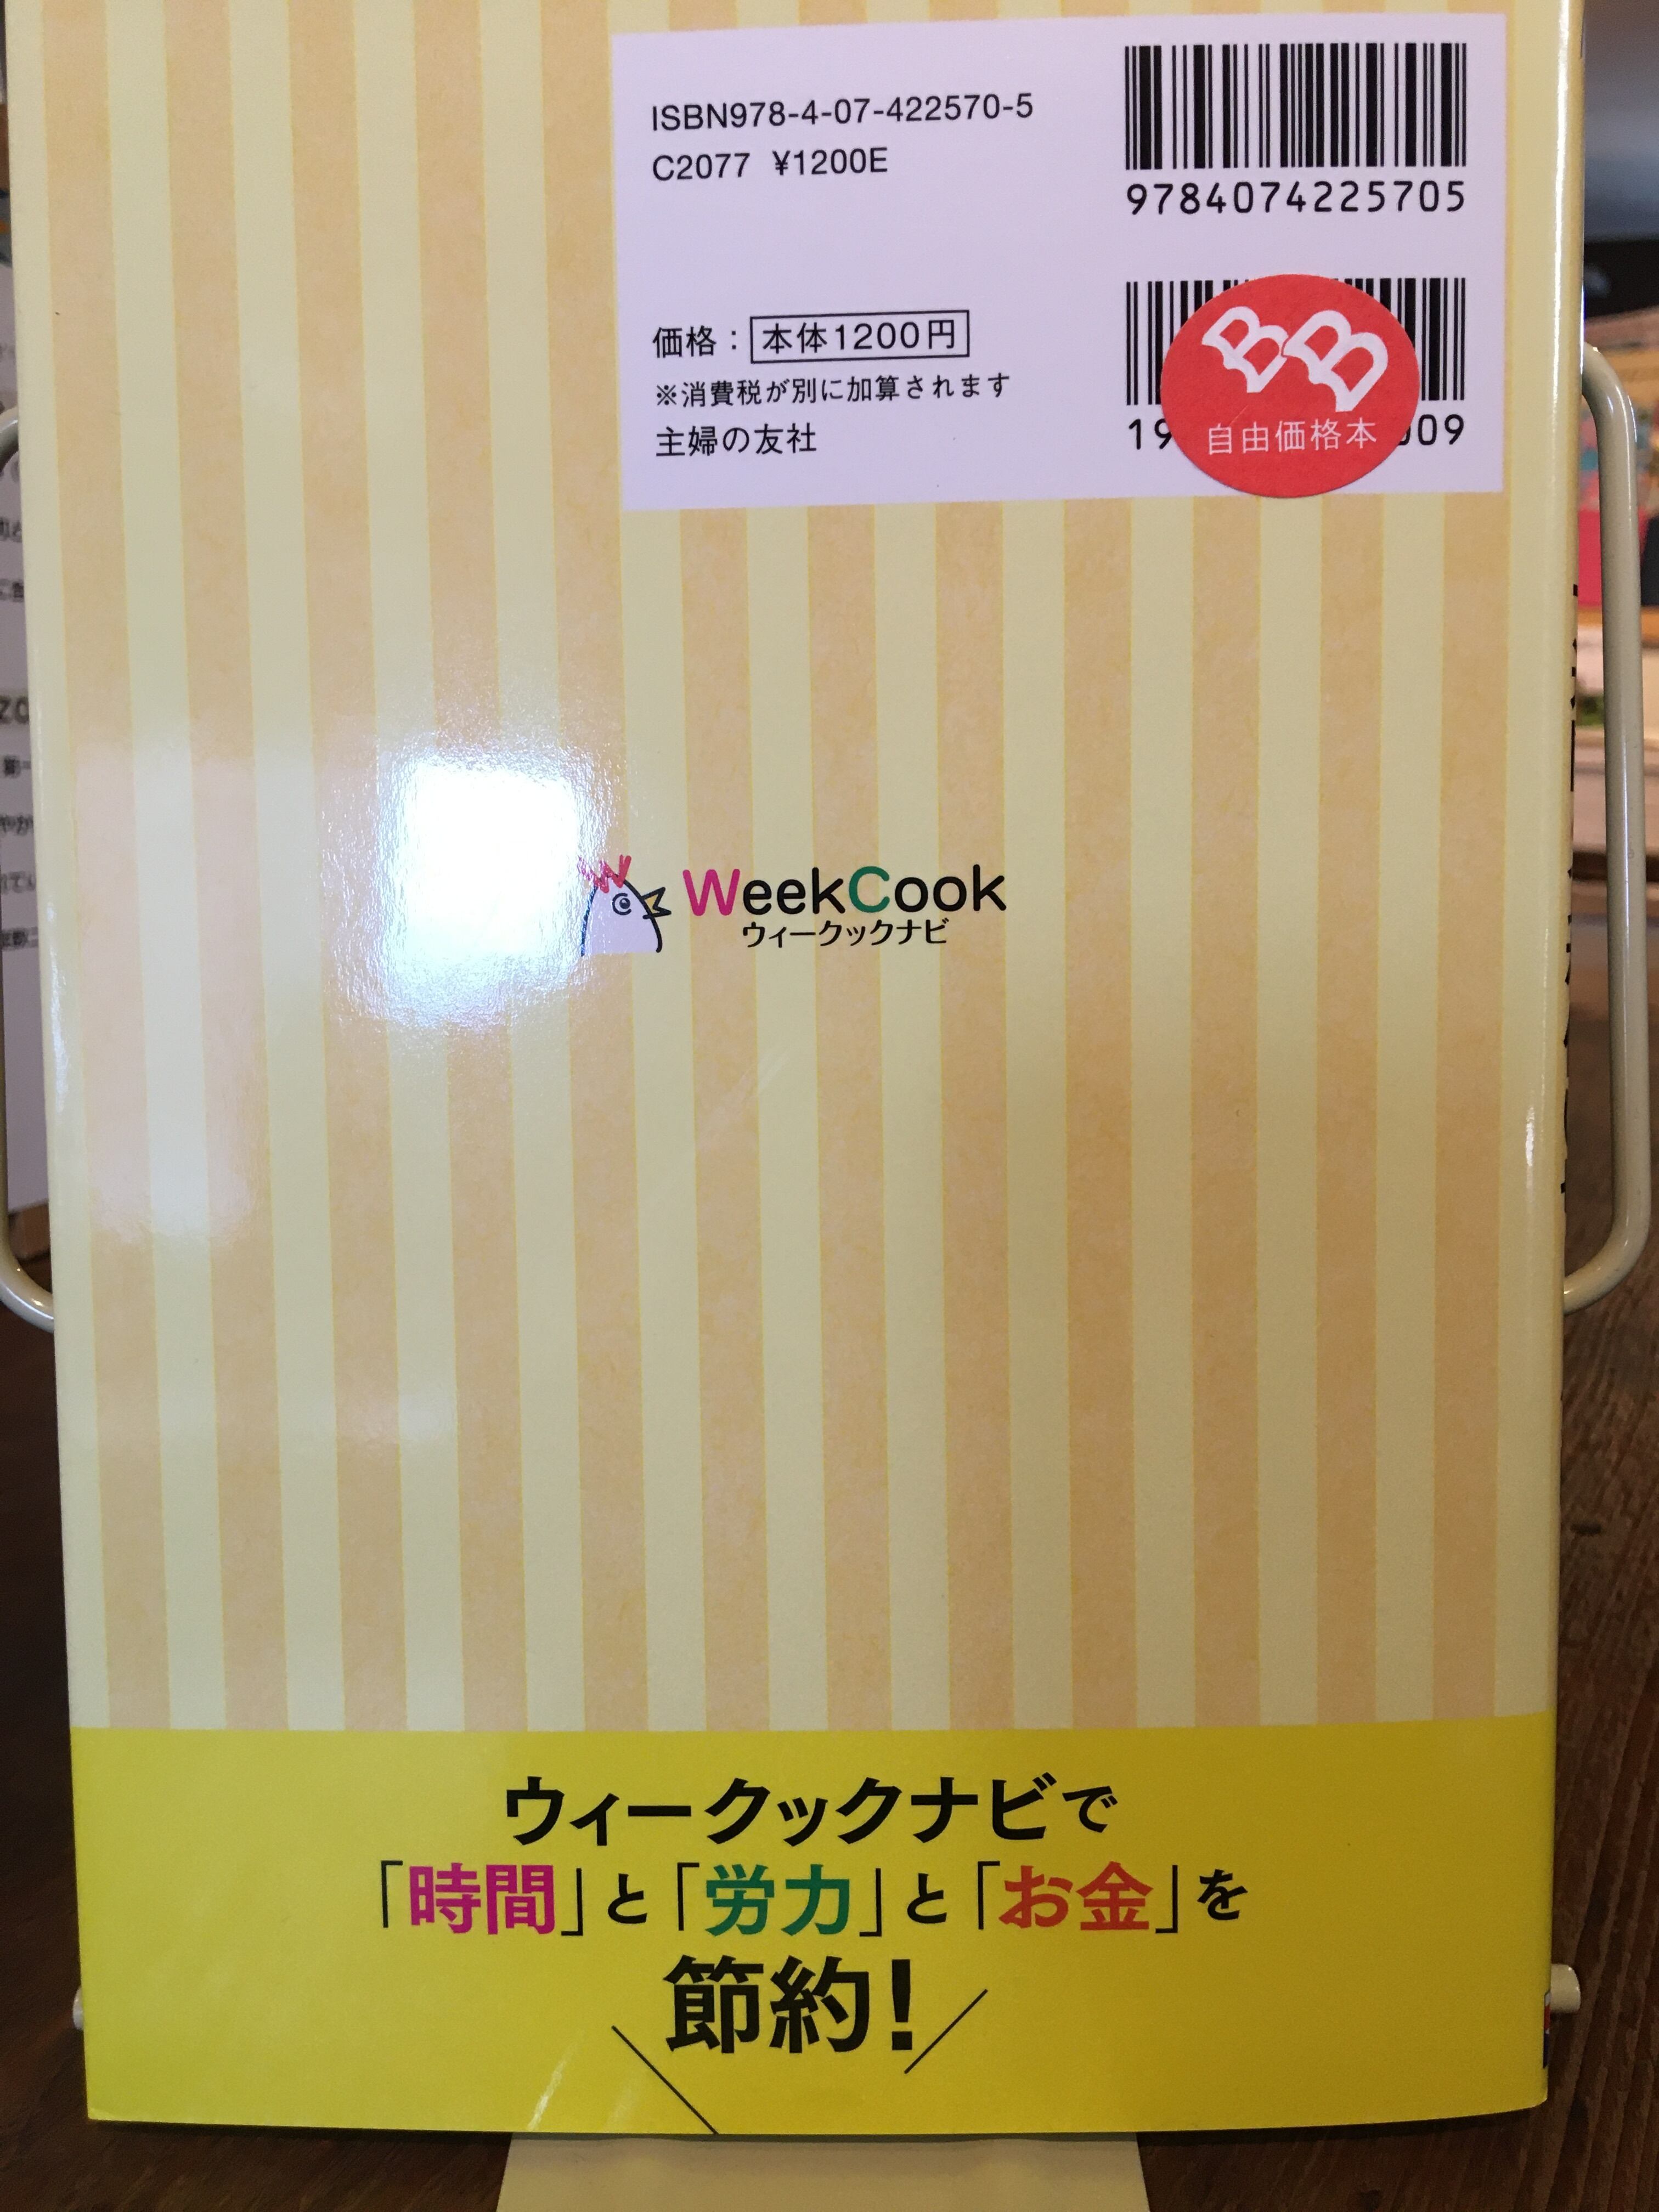 ISBN978-4-07-422570-5
C2077 ¥1200E
9784074225705
価格：本体1200円
※消費税が別に加算されます
主婦の友社
BB
自由価格本
WeekCook
ウィークックナビ
ウィークックナビで
「時間」と「労力」と「お金」を
節約！